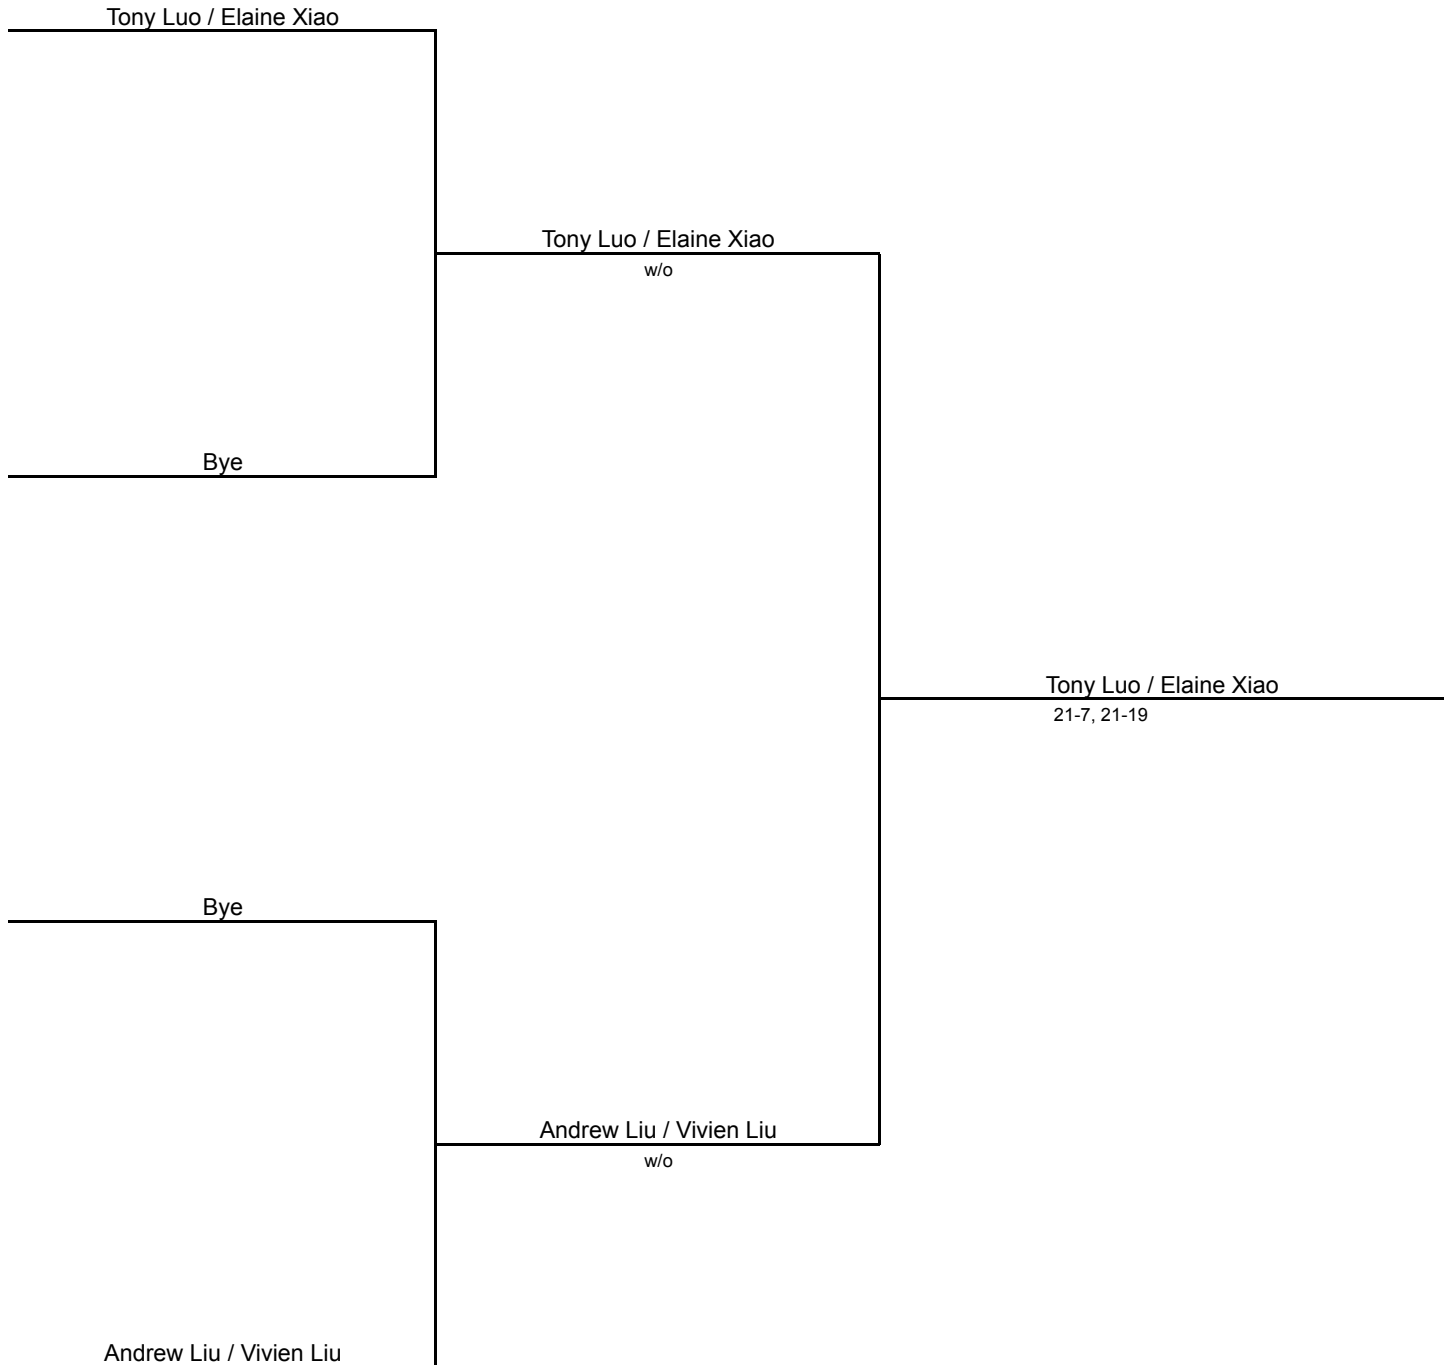 Tony Luo / Elaine Xiao
Tony Luo / Elaine Xiao
w/o
Bye
Tony Luo / Elaine Xiao
21-7, 21-19
Bye
Andrew Liu / Vivien Liu
w/o
Andrew Liu / Vivien Liu